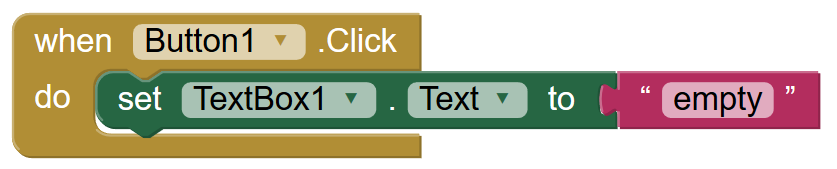 when Button1 .Click
do set TextBox1 . Text to “ empty ”